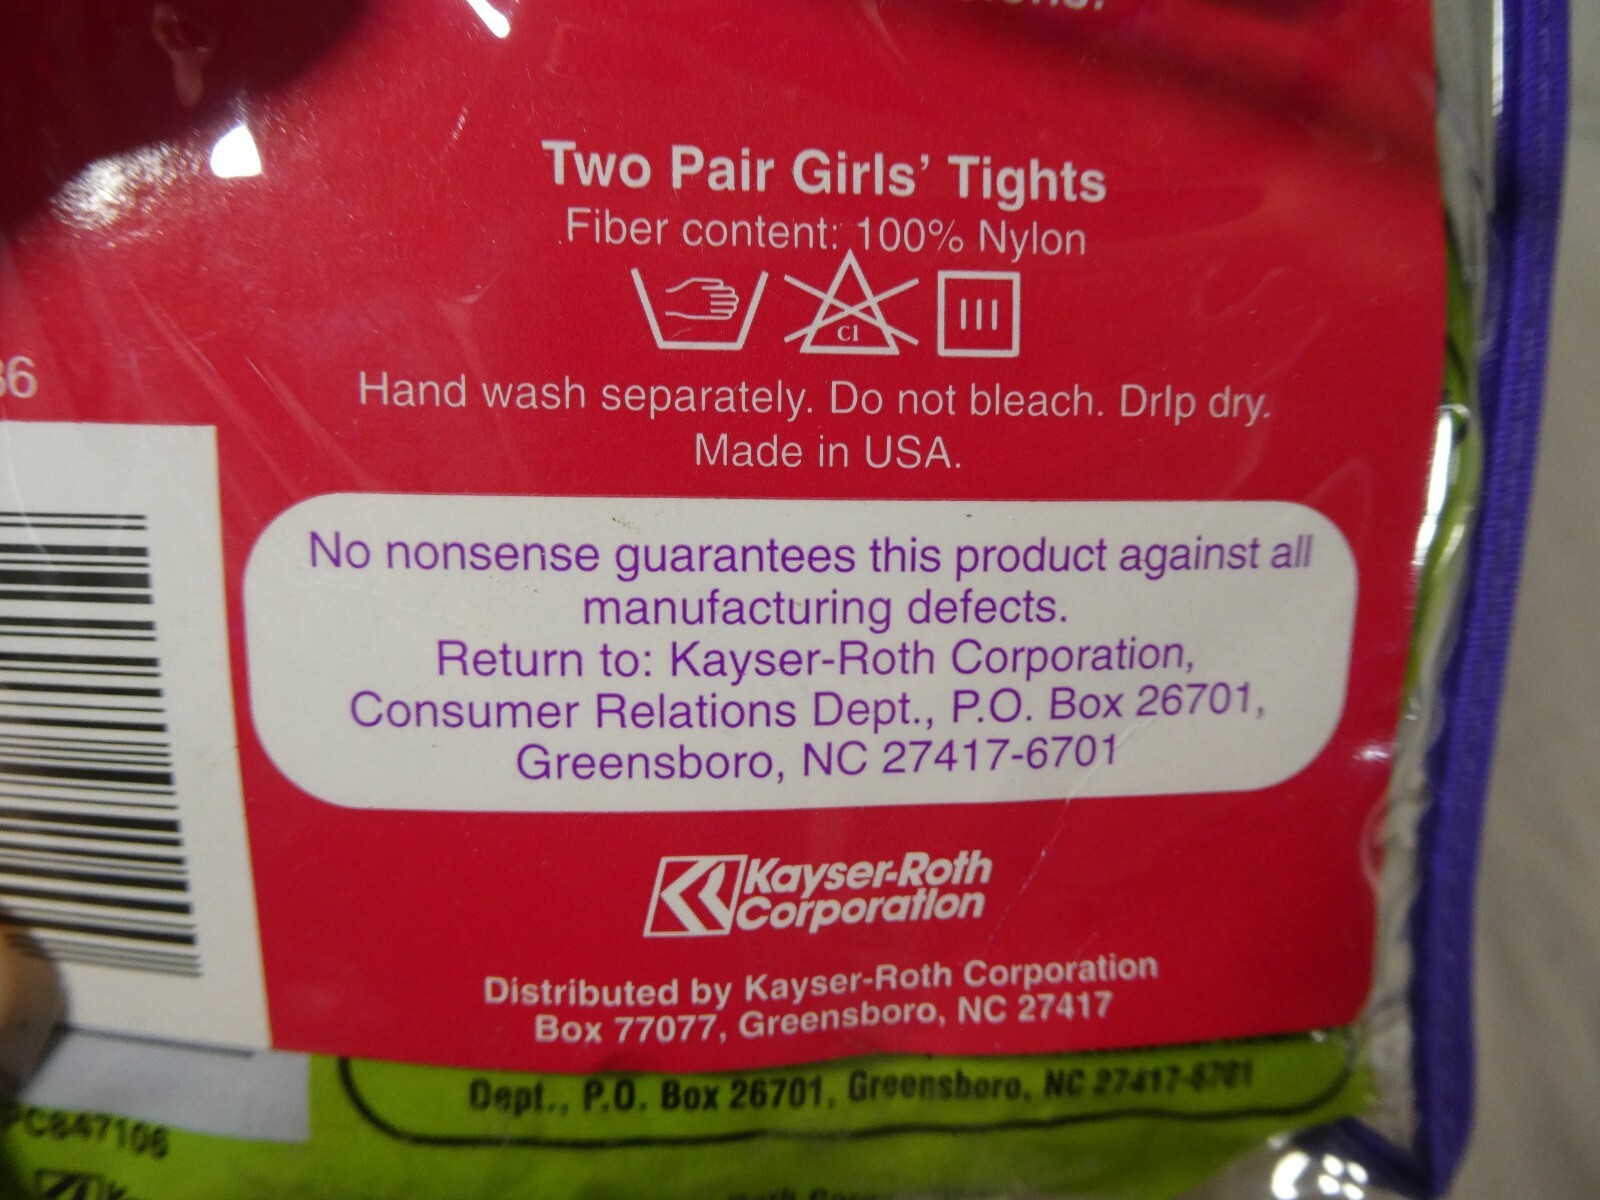 Two Pair Girls' Tights
Fiber content: 100% Nylon
Cl
Hand wash separately. Do not bleach. Drip dry.
Made in USA.
36
No nonsense guarantees this product against all
manufacturing defects.
Return to: Kayser-Roth Corporation,
Consumer Relations Dept., P.O. Box 26701,
Greensboro, NC 27417-6701
Kayser-Roth
Corporation
Distributed by Kayser-Roth Corporation
Box 77077, Greensboro, NC 27417
Dept., P.O. Box 26701, Greensboro, NC 27417-6701
PC847106